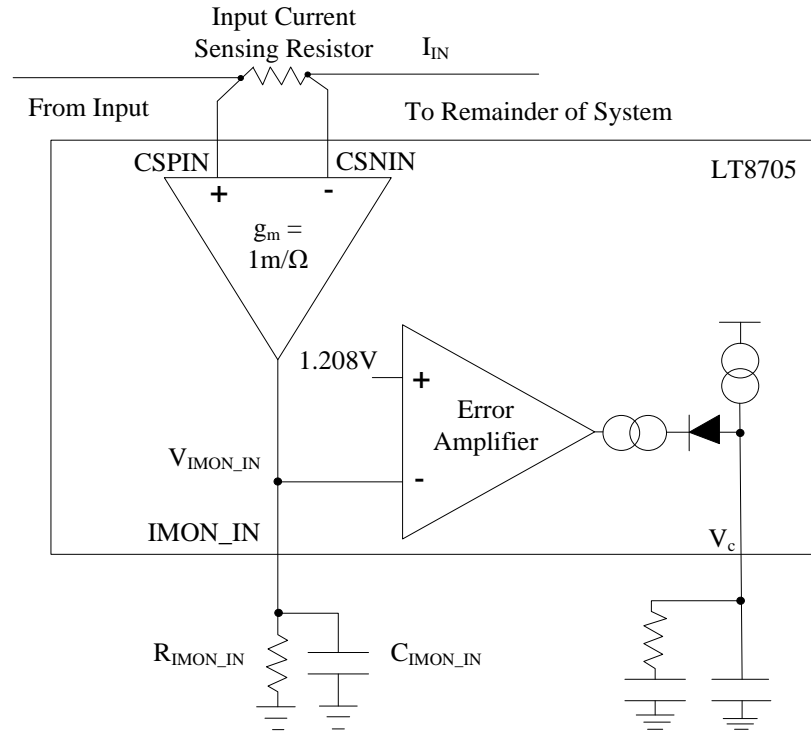 Input Current
Sensing Resistor
I_IN
From Input
To Remainder of System
CSPIN
CSNIN
LT8705
+
-
g_m =
1m/Ω
1.208V
+
Error
Amplifier
V_IMON_IN
-
IMON_IN
V_c
R_IMON_IN
C_IMON_IN